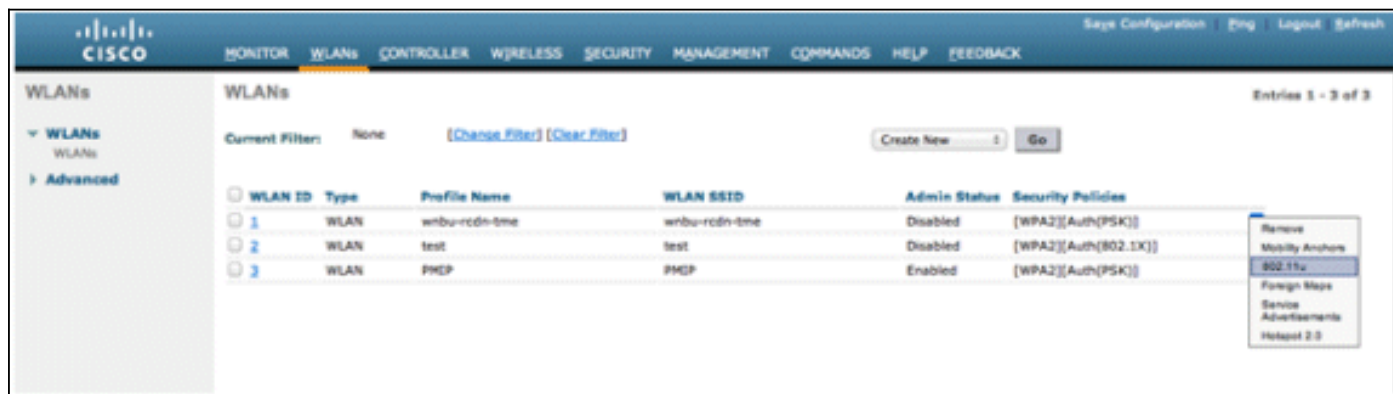 Save Configuration | Ping | Logout | Refresh
CISCO
MONITOR WLANs CONTROLLER WIRELESS SECURITY MANAGEMENT COMMANDS HELP FEEDBACK
WLANs
WLANs
WLANs
Advanced
WLANs
Entries 1 - 3 of 3
Current Filter: None [Change Filter] [Clear Filter]
Create New Go
WLAN ID Type Profile Name WLAN SSID Admin Status Security Policies
1 WLAN wnbu-rcdn-tme wnbu-rcdn-tme Disabled [WPA2][Auth(PSK)]
2 WLAN test test Disabled [WPA2][Auth(802.1X)]
3 WLAN PMIP PMIP Enabled [WPA2][Auth(PSK)]
Remove
Mobility Anchors
802.11u
Foreign Maps
Service
Advertisements
Hotspot 2.0